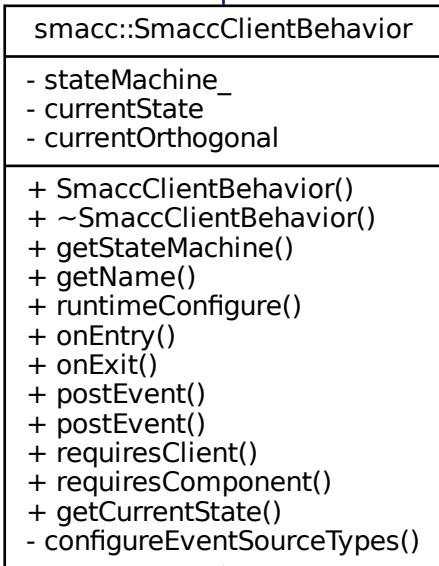 smacc::SmaccClientBehavior
- stateMachine_
- currentState
- currentOrthogonal
+ SmaccClientBehavior()
+ ~SmaccClientBehavior()
+ getStateMachine()
+ getName()
+ runtimeConfigure()
+ onEntry()
+ onExit()
+ postEvent()
+ postEvent()
+ requiresClient()
+ requiresComponent()
+ getCurrentState()
- configureEventSourceTypes()